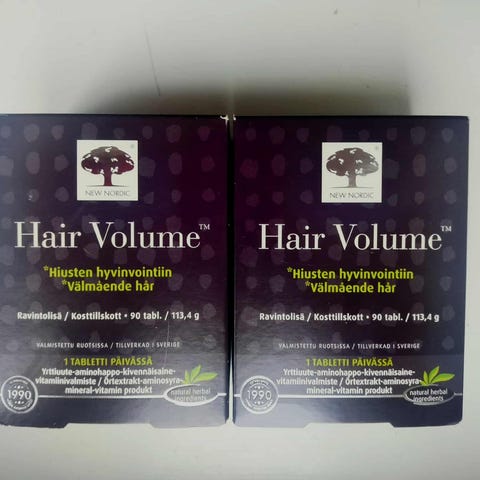 NEW NORDIC
®
Hair Volume™
*Hiusten hyvinvointiin
*Välmående hår
Ravintolisä / Kosttillskott • 90 tabl. / 113,4 g
VALMISTETTU RUOTSISSA / TILLVERKAD I SVERIGE
1 TABLETTI PÄIVÄSSÄ
Yrttiuute-aminohappo-kivennäisaine-
vitamiinivalmiste / Örtextrakt-aminosyra-
mineral-vitamin produkt
1990
natural herbal
ingredients
NEW NORDIC
®
Hair Volume™
*Hiusten hyvinvointiin
*Välmående hår
Ravintolisä / Kosttillskott • 90 tabl. / 113,4 g
VALMISTETTU RUOTSISSA / TILLVERKAD I SVERIGE
1 TABLETTI PÄIVÄSSÄ
Yrttiuute-aminohappo-kivennäisaine-
vitamiinivalmiste / Örtextrakt-aminosyra-
mineral-vitamin produkt
1990
natural herbal
ingredients